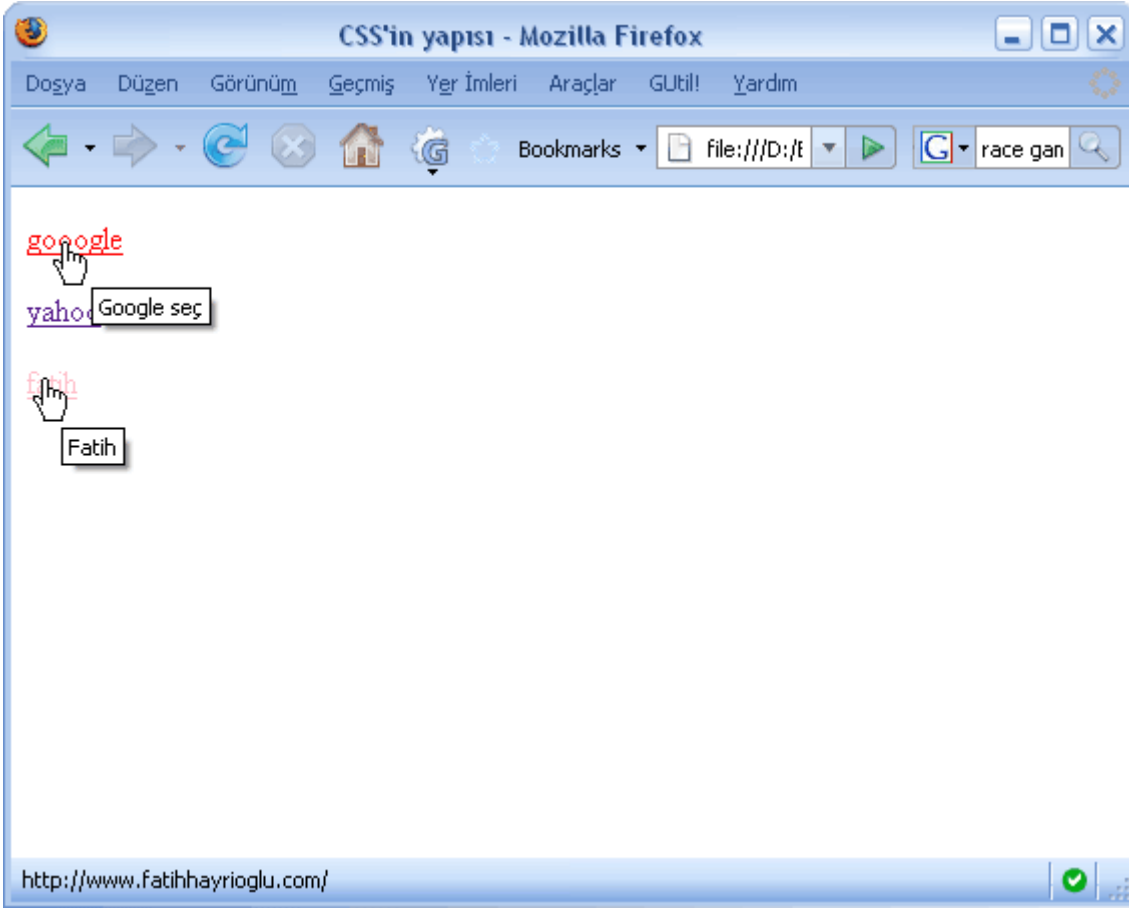 CSS'in yapısı - Mozilla Firefox
Dosya Düzen Görünüm Geçmiş Yer İmleri Araçlar GUtil! Yardım
G Bookmarks file:///D:/E G race gan
gooogle
Google seç
yahoo
fatih
Fatih
http://www.fatihhayrioglu.com/